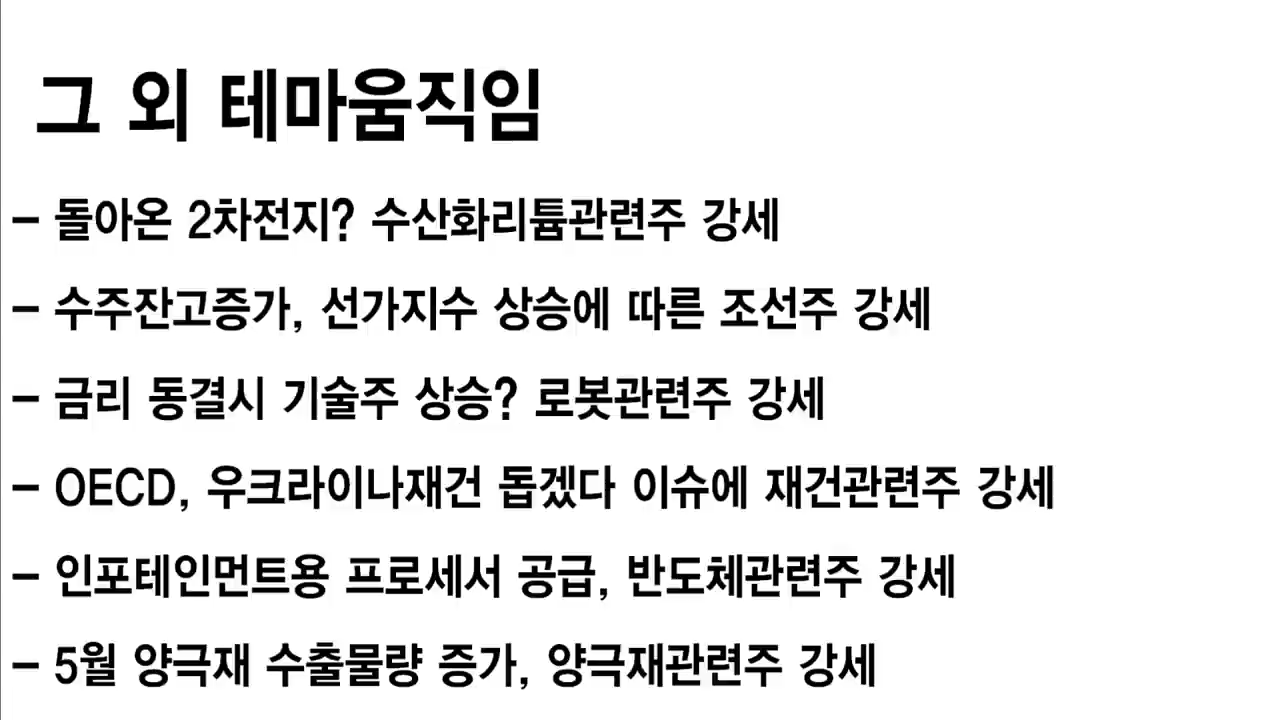 그 외 테마움직임
- 돌아온 2차전지? 수산화리튬관련주 강세
- 수주잔고증가, 선가지수 상승에 따른 조선주 강세
- 금리 동결시 기술주 상승? 로봇관련주 강세
- OECD, 우크라이나재건 돕겠다 이슈에 재건관련주 강세
- 인포테인먼트용 프로세서 공급, 반도체관련주 강세
- 5월 양극재 수출물량 증가, 양극재관련주 강세